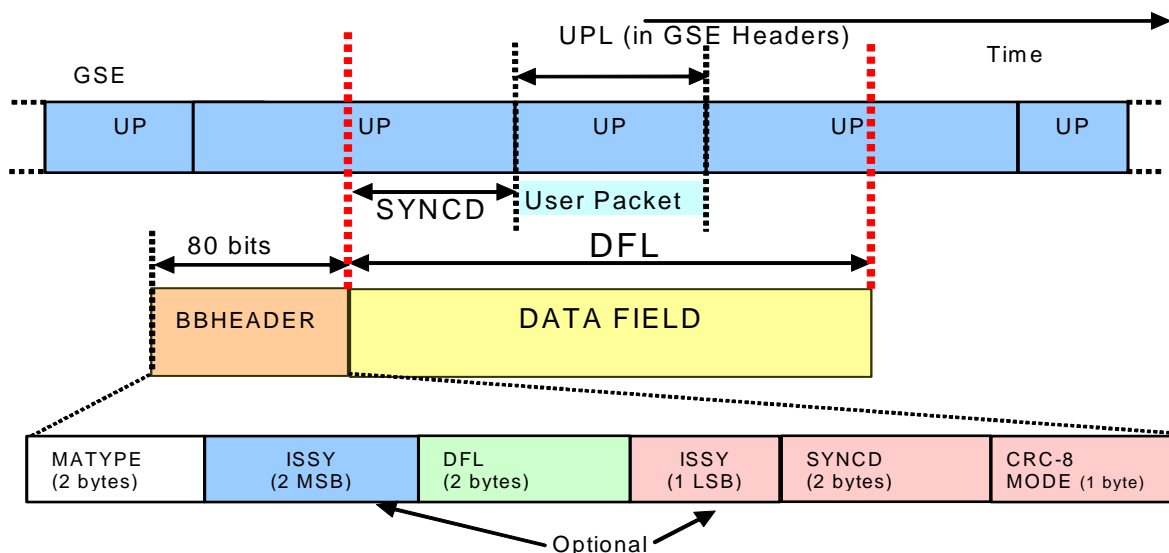 UPL (in GSE Headers)
Time
GSE
UP
UP
UP
UP
UP
SYNCD
User Packet
80 bits
DFL
BBHEADER
DATA FIELD
MATYPE
(2 bytes)
ISSY
(2 MSB)
DFL
(2 bytes)
ISSY
(1 LSB)
SYNCD
(2 bytes)
CRC-8
MODE (1 byte)
Optional